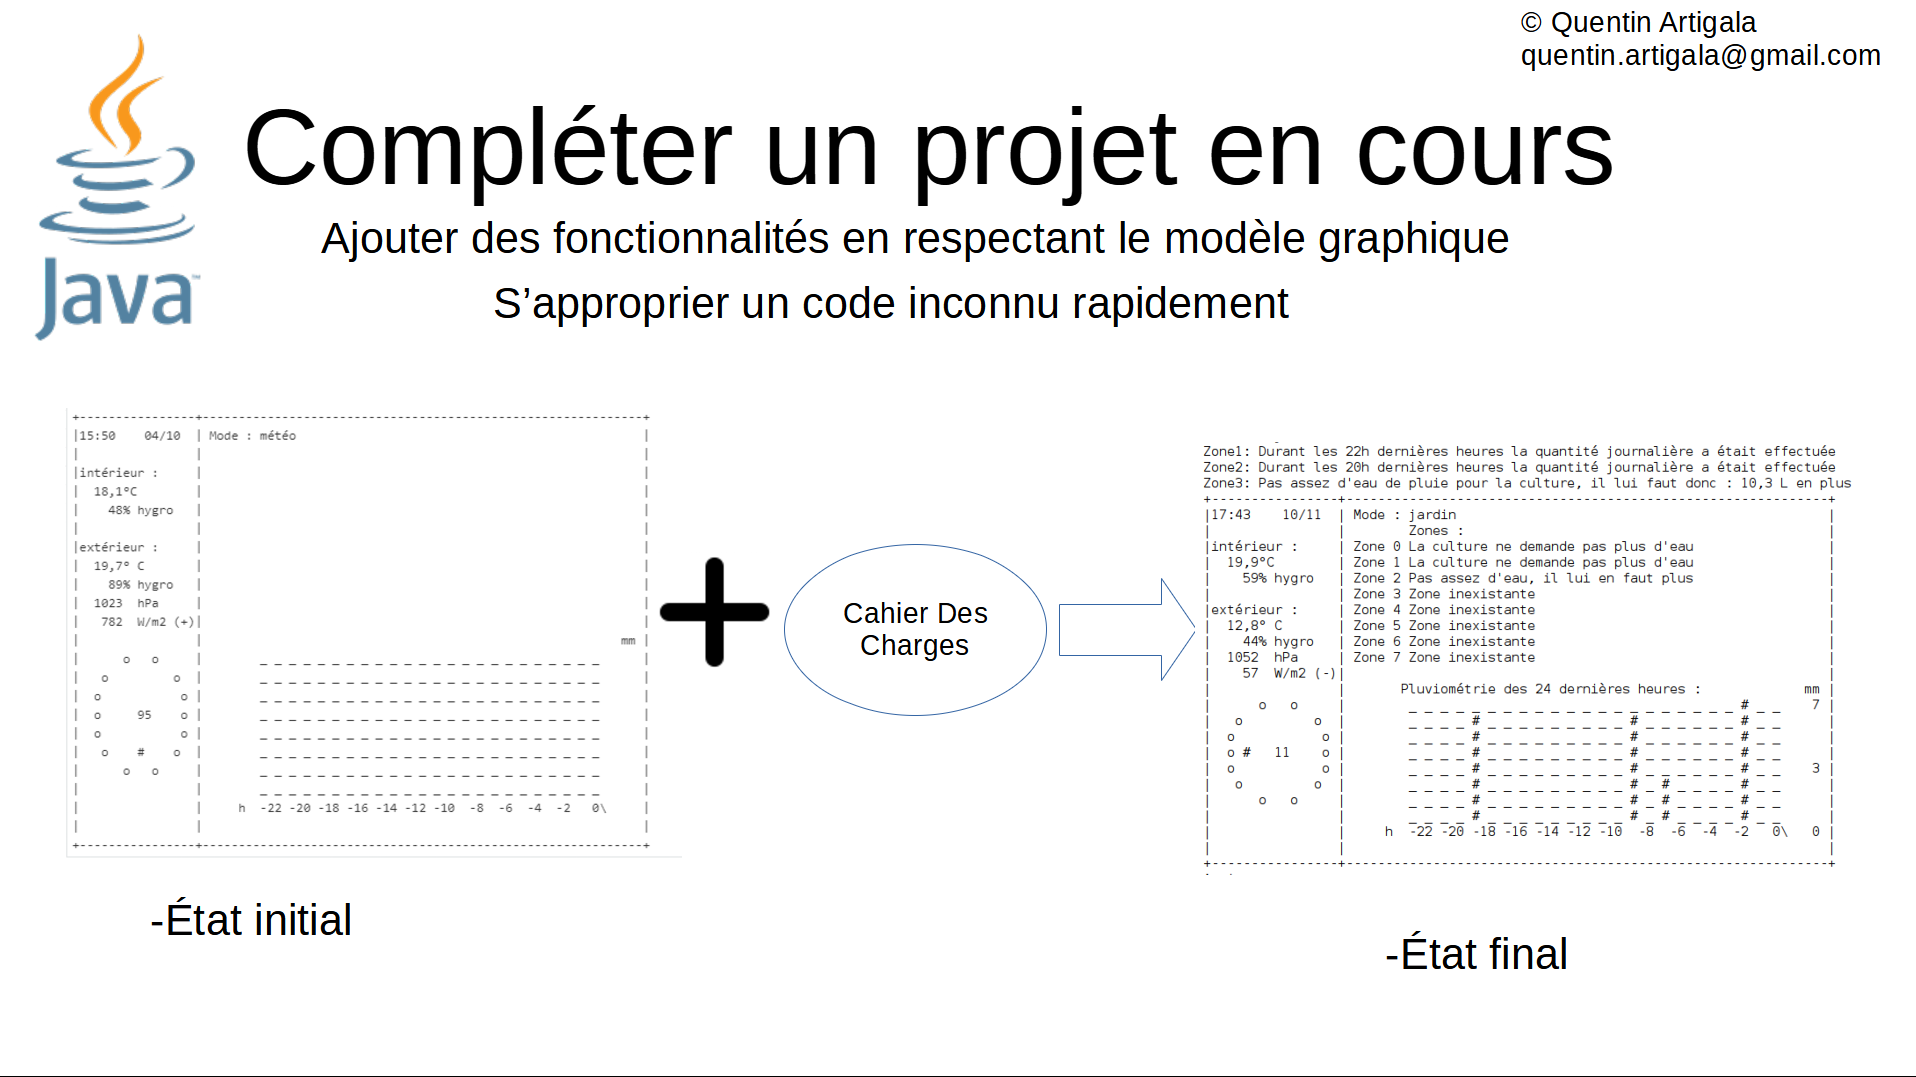 © Quentin Artigala
quentin.artigala@gmail.com
Java™
Compléter un projet en cours
Ajouter des fonctionnalités en respectant le modèle graphique
S’approprier un code inconnu rapidement
+----------------+--------------------------------------------------------------+
|15:50    04/10  | Mode : météo
|intérieur :
18,1°C
48% hygro
|extérieur :
19,7° C
89% hygro
1023  hPa
782  W/m2 (+)|
mm
o   o
o         o
o           o
o     95    o
o           o
o    #    o
o   o
h  -22 -20 -18 -16 -14 -12 -10  -8  -6  -4  -2   0\
-État initial
Cahier Des
Charges
Zone1: Durant les 22h dernières heures la quantité journalière a était effectuée
Zone2: Durant les 20h dernières heures la quantité journalière a était effectuée
Zone3: Pas assez d'eau de pluie pour la culture, il lui faut donc : 10,3 L en plus
|17:43    10/11  | Mode : jardin
Zones :
|intérieur :     | Zone 0 La culture ne demande pas plus d'eau
|  19,9°C        | Zone 1 La culture ne demande pas plus d'eau
|    59% hygro   | Zone 2 Pas assez d'eau, il lui en faut plus
|                | Zone 3 Zone inexistante
|extérieur :     | Zone 4 Zone inexistante
|  12,8° C       | Zone 5 Zone inexistante
|    44% hygro   | Zone 6 Zone inexistante
|  1052  hPa     | Zone 7 Zone inexistante
|    57  W/m2 (-)|
Pluviométrie des 24 dernières heures :             mm |
o   o     # 7
o         o     # # #
o           o     # # #
o #   11    o     # # #
o           o     # # # 3
o         o     # # # #
o   o     # # # #
# # # #
h  -22 -20 -18 -16 -14 -12 -10  -8  -6  -4  -2   0\   0 |
-État final